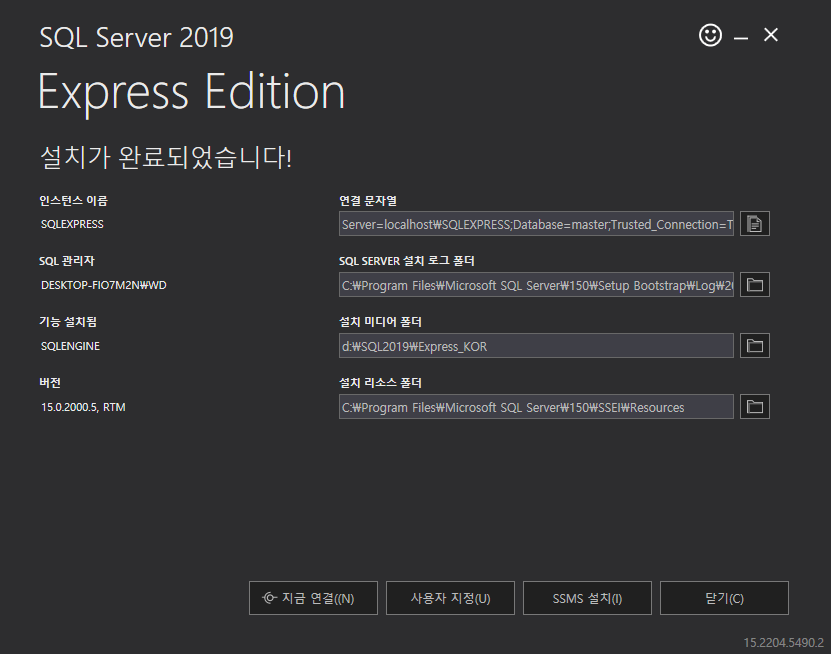 SQL Server 2019
Express Edition
설치가 완료되었습니다!
인스턴스 이름
SQLEXPRESS
연결 문자열
Server=localhost₩SQLEXPRESS;Database=master;Trusted_Connection=T
SQL 관리자
DESKTOP-FIO7M2N₩WD
SQL SERVER 설치 로그 폴더
C:₩Program Files₩Microsoft SQL Server₩150₩Setup Bootstrap₩Log₩20
기능 설치됨
SQLENGINE
설치 미디어 폴더
d:₩SQL2019₩Express_KOR
버전
15.0.2000.5, RTM
설치 리소스 폴더
C:₩Program Files₩Microsoft SQL Server₩150₩SSEI₩Resources
지금 연결((N)
사용자 지정(U)
SSMS 설치(I)
닫기(C)
15.2204.5490.2